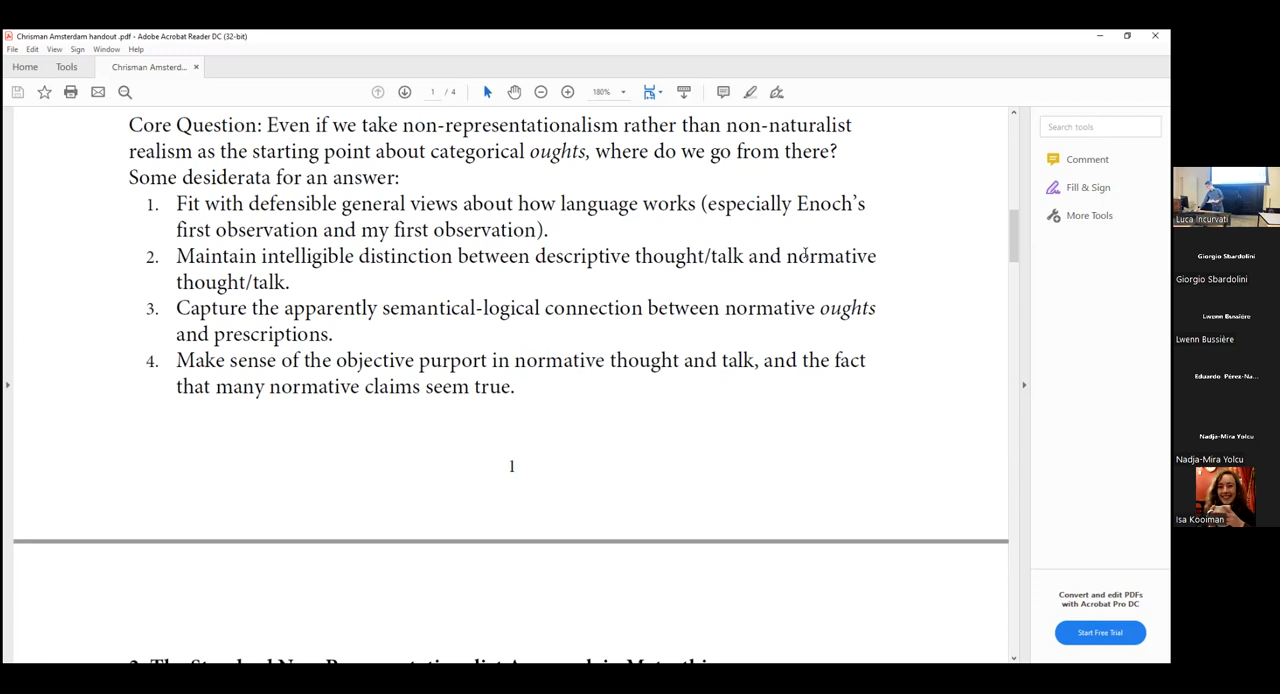 Chrisman Amsterdam handout .pdf - Adobe Acrobat Reader DC (32-bit)
File Edit View Sign Window Help
Home Tools Chrisman Amsterd... ×
1 / 4 180%
Core Question: Even if we take non-representationalism rather than non-naturalist
realism as the starting point about categorical oughts, where do we go from there?
Some desiderata for an answer:
1. Fit with defensible general views about how language works (especially Enoch's
first observation and my first observation).
2. Maintain intelligible distinction between descriptive thought/talk and normative
thought/talk.
3. Capture the apparently semantical-logical connection between normative oughts
and prescriptions.
4. Make sense of the objective purport in normative thought and talk, and the fact
that many normative claims seem true.
1
Search tools
Comment
Fill & Sign
More Tools
Convert and edit PDFs
with Acrobat Pro DC
Start Free Trial
Luca Incurvati
Giorgio Sbardolini
Giorgio Sbardolini
Lwenn Bussière
Lwenn Bussière
Eduardo Pérez-Na...
Nadja-Mira Yolcu
Nadja-Mira Yolcu
Isa Kooiman